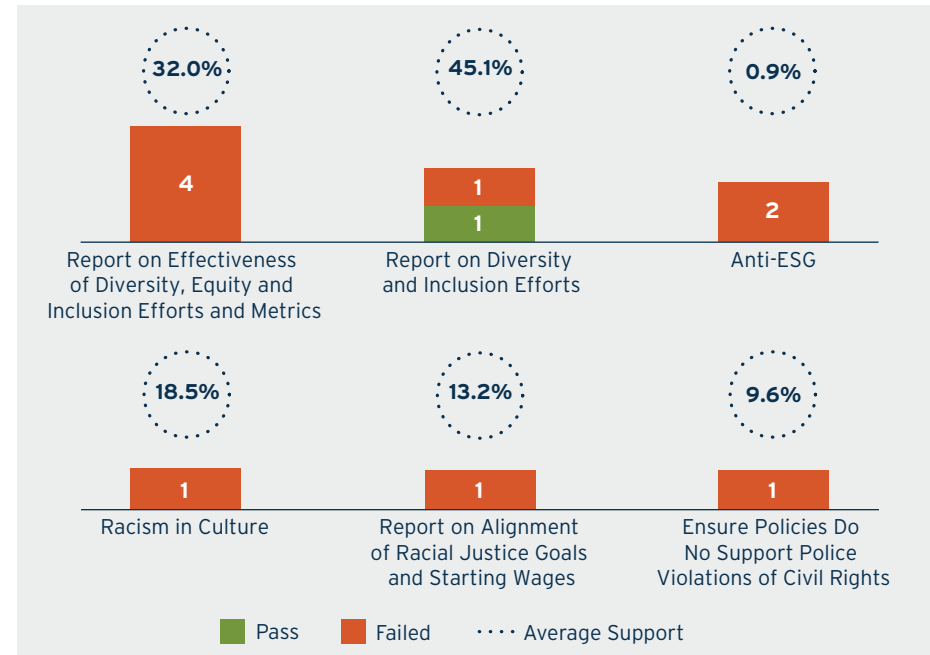 32.0%
45.1%
0.9%
4
1
1
2
Report on Effectiveness
of Diversity, Equity and
Inclusion Efforts and Metrics
Report on Diversity
and Inclusion Efforts
Anti-ESG
18.5%
13.2%
9.6%
1
1
1
Racism in Culture
Report on Alignment
of Racial Justice Goals
and Starting Wages
Ensure Policies Do
No Support Police
Violations of Civil Rights
Pass
Failed
Average Support